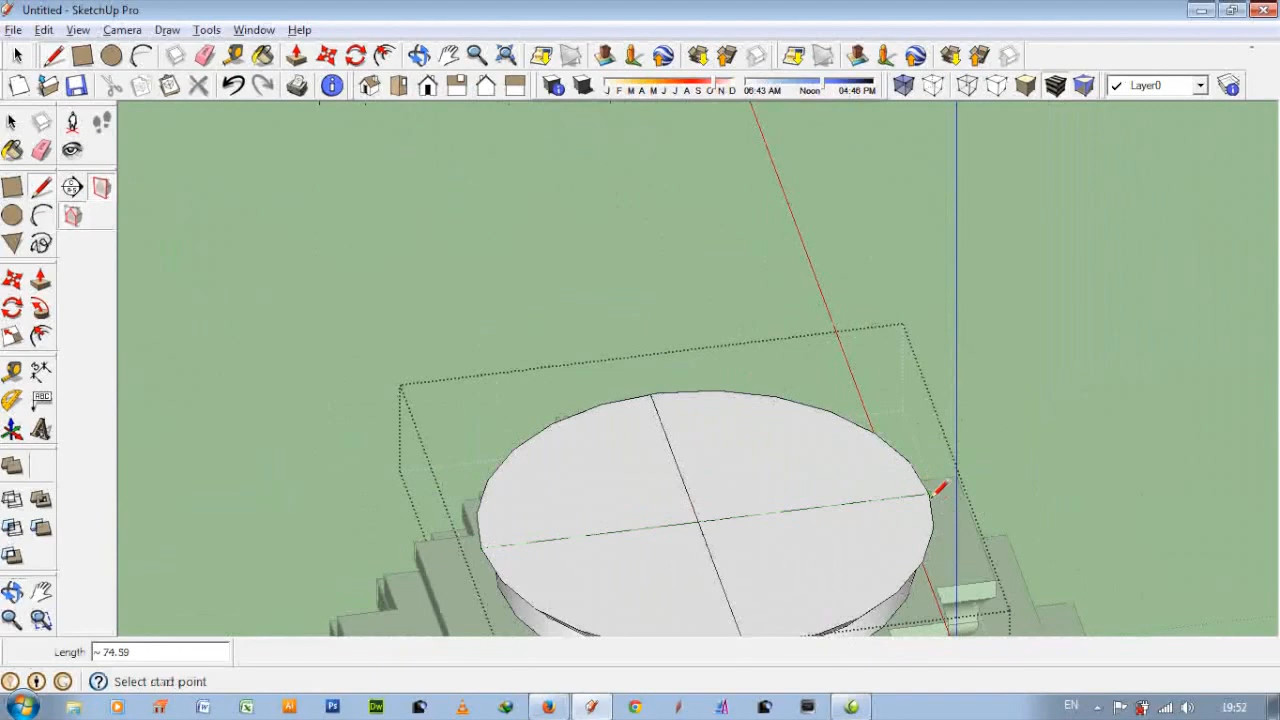 Untitled - SketchUp Pro
File Edit View Camera Draw Tools Window Help
J F M A M J J A S O N D 06:43 AM Noon 04:46 PM
Layer0
ABC
Length ~ 74.59
Select start point
EN 19:52